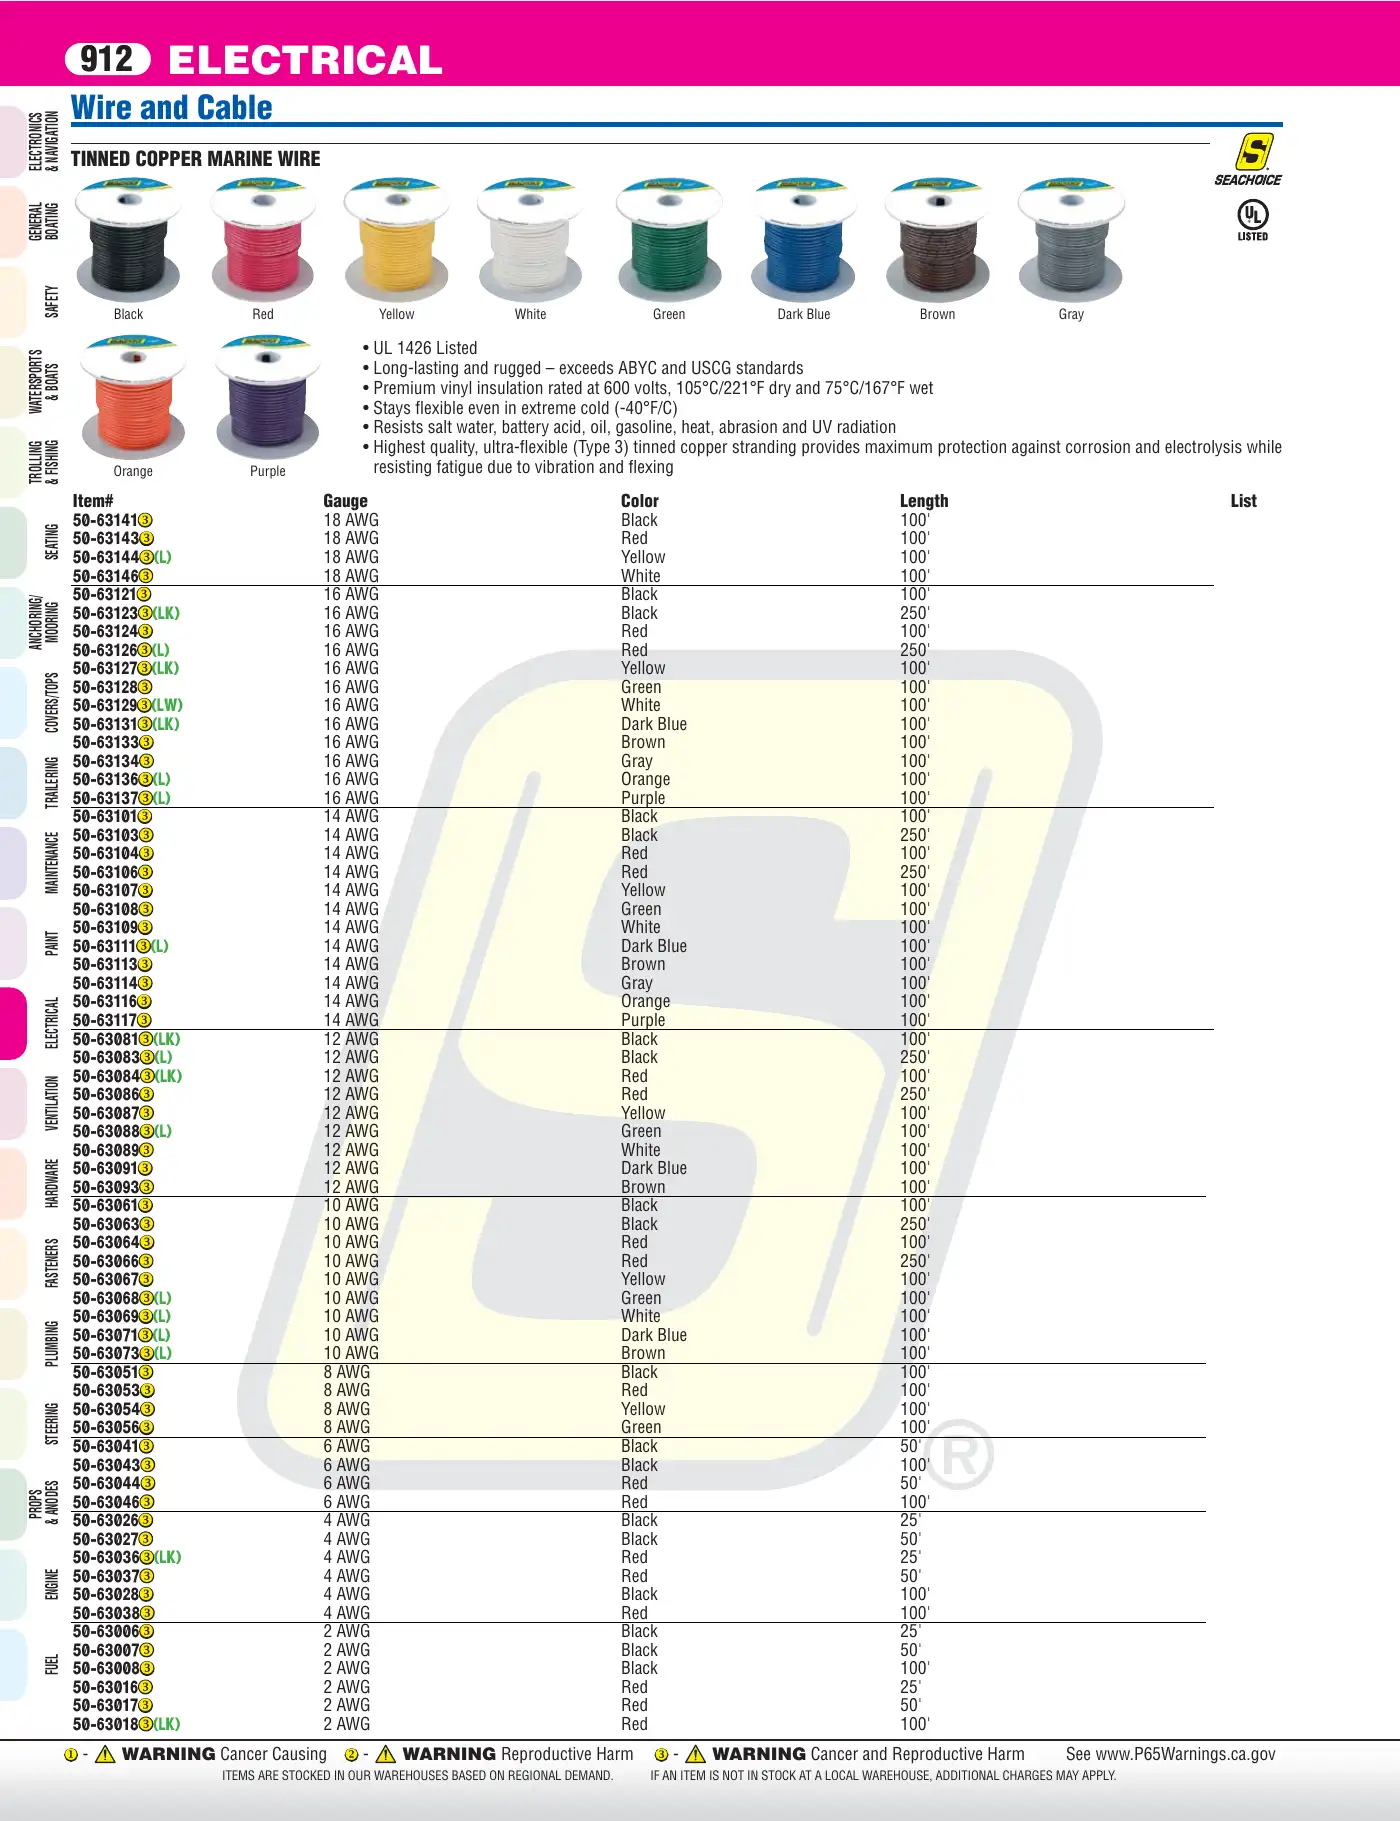 912 ELECTRICAL
Wire and Cable
TINNED COPPER MARINE WIRE
SEACHOICE
UL
LISTED
Black Red Yellow White Green Dark Blue Brown Gray
Orange Purple
• UL 1426 Listed
• Long-lasting and rugged – exceeds ABYC and USCG standards
• Premium vinyl insulation rated at 600 volts, 105°C/221°F dry and 75°C/167°F wet
• Stays flexible even in extreme cold (-40°F/C)
• Resists salt water, battery acid, oil, gasoline, heat, abrasion and UV radiation
• Highest quality, ultra-flexible (Type 3) tinned copper stranding provides maximum protection against corrosion and electrolysis while
resisting fatigue due to vibration and flexing
Item# Gauge Color Length List
50-63141③ 18 AWG Black 100'
50-63143③ 18 AWG Red 100'
50-63144③(L) 18 AWG Yellow 100'
50-63146③ 18 AWG White 100'
50-63121③ 16 AWG Black 100'
50-63123③(LK) 16 AWG Black 250'
50-63124③ 16 AWG Red 100'
50-63126③(L) 16 AWG Red 250'
50-63127③(LK) 16 AWG Yellow 100'
50-63128③ 16 AWG Green 100'
50-63129③(LW) 16 AWG White 100'
50-63131③(LK) 16 AWG Dark Blue 100'
50-63133③ 16 AWG Brown 100'
50-63134③ 16 AWG Gray 100'
50-63136③(L) 16 AWG Orange 100'
50-63137③(L) 16 AWG Purple 100'
50-63101③ 14 AWG Black 100'
50-63103③ 14 AWG Black 250'
50-63104③ 14 AWG Red 100'
50-63106③ 14 AWG Red 250'
50-63107③ 14 AWG Yellow 100'
50-63108③ 14 AWG Green 100'
50-63109③ 14 AWG White 100'
50-63111③(L) 14 AWG Dark Blue 100'
50-63113③ 14 AWG Brown 100'
50-63114③ 14 AWG Gray 100'
50-63116③ 14 AWG Orange 100'
50-63117③ 14 AWG Purple 100'
50-63081③(LK) 12 AWG Black 100'
50-63083③(L) 12 AWG Black 250'
50-63084③(LK) 12 AWG Red 100'
50-63086③ 12 AWG Red 250'
50-63087③ 12 AWG Yellow 100'
50-63088③(L) 12 AWG Green 100'
50-63089③ 12 AWG White 100'
50-63091③ 12 AWG Dark Blue 100'
50-63093③ 12 AWG Brown 100'
50-63061③ 10 AWG Black 100'
50-63063③ 10 AWG Black 250'
50-63064③ 10 AWG Red 100'
50-63066③ 10 AWG Red 250'
50-63067③ 10 AWG Yellow 100'
50-63068③(L) 10 AWG Green 100'
50-63069③(L) 10 AWG White 100'
50-63071③(L) 10 AWG Dark Blue 100'
50-63073③(L) 10 AWG Brown 100'
50-63051③ 8 AWG Black 100'
50-63053③ 8 AWG Red 100'
50-63054③ 8 AWG Yellow 100'
50-63056③ 8 AWG Green 100'
50-63041③ 6 AWG Black 50'
50-63043③ 6 AWG Black 100'
50-63044③ 6 AWG Red 50'
50-63046③ 6 AWG Red 100'
50-63026③ 4 AWG Black 25'
50-63027③ 4 AWG Black 50'
50-63036③(LK) 4 AWG Red 25'
50-63037③ 4 AWG Red 50'
50-63028③ 4 AWG Black 100'
50-63038③ 4 AWG Red 100'
50-63006③ 2 AWG Black 25'
50-63007③ 2 AWG Black 50'
50-63008③ 2 AWG Black 100'
50-63016③ 2 AWG Red 25'
50-63017③ 2 AWG Red 50'
50-63018③(LK) 2 AWG Red 100'
®
ELECTRONICS
& NAVIGATION
GENERAL
BOATING
SAFETY
WATERSPORTS
& BOATS
TROLLING
& FISHING
SEATING
ANCHORING/
MOORING
COVERS/TOPS
TRAILERING
MAINTENANCE
PAINT
ELECTRICAL
VENTILATION
HARDWARE
FASTENERS
PLUMBING
STEERING
PROPS
& ANODES
ENGINE
FUEL
① - ⚠ WARNING Cancer Causing ② - ⚠ WARNING Reproductive Harm ③ - ⚠ WARNING Cancer and Reproductive Harm See www.P65Warnings.ca.gov
ITEMS ARE STOCKED IN OUR WAREHOUSES BASED ON REGIONAL DEMAND. IF AN ITEM IS NOT IN STOCK AT A LOCAL WAREHOUSE, ADDITIONAL CHARGES MAY APPLY.